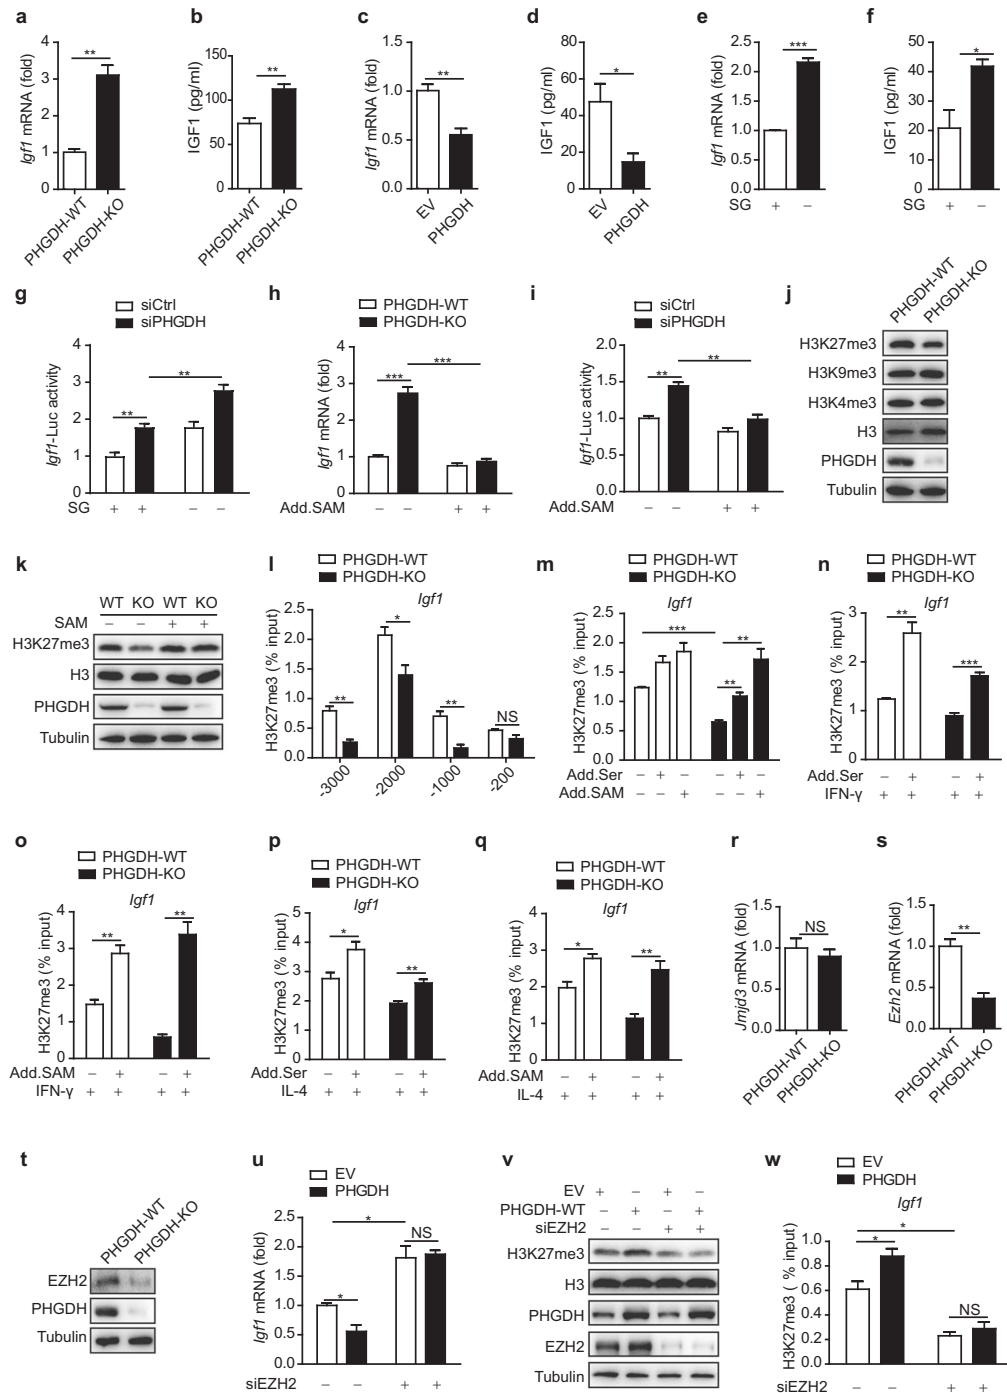 a
Igf1 mRNA (fold)
4
3
2
1
0
**
PHGDH-WT
PHGDH-KO
b
IGF1 (pg/ml)
150
100
50
0
**
PHGDH-WT
PHGDH-KO
c
Igf1 mRNA (fold)
1.5
1.0
0.5
0.0
**
EV
PHGDH
d
IGF1 (pg/ml)
80
60
40
20
0
*
EV
PHGDH
e
Igf1 mRNA (fold)
2.5
2.0
1.5
1.0
0.5
0.0
***
SG + −
f
IGF1 (pg/ml)
50
40
30
20
10
0
*
SG + −
g
siCtrl
siPHGDH
Igf1-Luc activity
4
3
2
1
0
**
**
SG + + − −
h
PHGDH-WT
PHGDH-KO
Igf1 mRNA (fold)
4
3
2
1
0
***
***
Add.SAM − − + +
i
siCtrl
siPHGDH
Igf1-Luc activity
2.0
1.5
1.0
0.5
0.0
**
**
Add.SAM − − + +
j
PHGDH-WT
PHGDH-KO
H3K27me3
H3K9me3
H3K4me3
H3
PHGDH
Tubulin
k
WT KO WT KO
SAM − − + +
H3K27me3
H3
PHGDH
Tubulin
l
PHGDH-WT
PHGDH-KO
Igf1
H3K27me3 (% input)
2.5
2.0
1.5
1.0
0.5
0.0
**
*
**
NS
-3000
-2000
-1000
-200
m
PHGDH-WT
PHGDH-KO
Igf1
H3K27me3 (% input)
2.5
2.0
1.5
1.0
0.5
0.0
***
**
**
Add.Ser − + − − + −
Add.SAM − − + − − +
n
PHGDH-WT
PHGDH-KO
Igf1
H3K27me3 (% input)
3
2
1
0
**
***
Add.Ser − + − +
IFN-γ + + + +
o
PHGDH-WT
PHGDH-KO
Igf1
H3K27me3 (% input)
4
3
2
1
0
**
**
Add.SAM − + − +
IFN-γ + + + +
p
PHGDH-WT
PHGDH-KO
Igf1
H3K27me3 (% input)
5
4
3
2
1
0
*
**
Add.Ser − + − +
IL-4 + + + +
q
PHGDH-WT
PHGDH-KO
Igf1
H3K27me3 (% input)
4
3
2
1
0
*
**
Add.SAM − + − +
IL-4 + + + +
r
Jmjd3 mRNA (fold)
1.5
1.0
0.5
0.0
NS
PHGDH-WT
PHGDH-KO
s
Ezh2 mRNA (fold)
1.5
1.0
0.5
0.0
**
PHGDH-WT
PHGDH-KO
t
PHGDH-WT
PHGDH-KO
EZH2
PHGDH
Tubulin
u
EV
PHGDH
Igf1 mRNA (fold)
2.0
1.5
1.0
0.5
0.0
*
*
NS
siEZH2 − − + +
v
EV + − + −
PHGDH-WT − + − +
siEZH2 − − + +
H3K27me3
H3
PHGDH
EZH2
Tubulin
w
EV
PHGDH
Igf1
H3K27me3 ( % input)
1.0
0.8
0.6
0.4
0.2
0.0
*
*
NS
siEZH2 − − + +